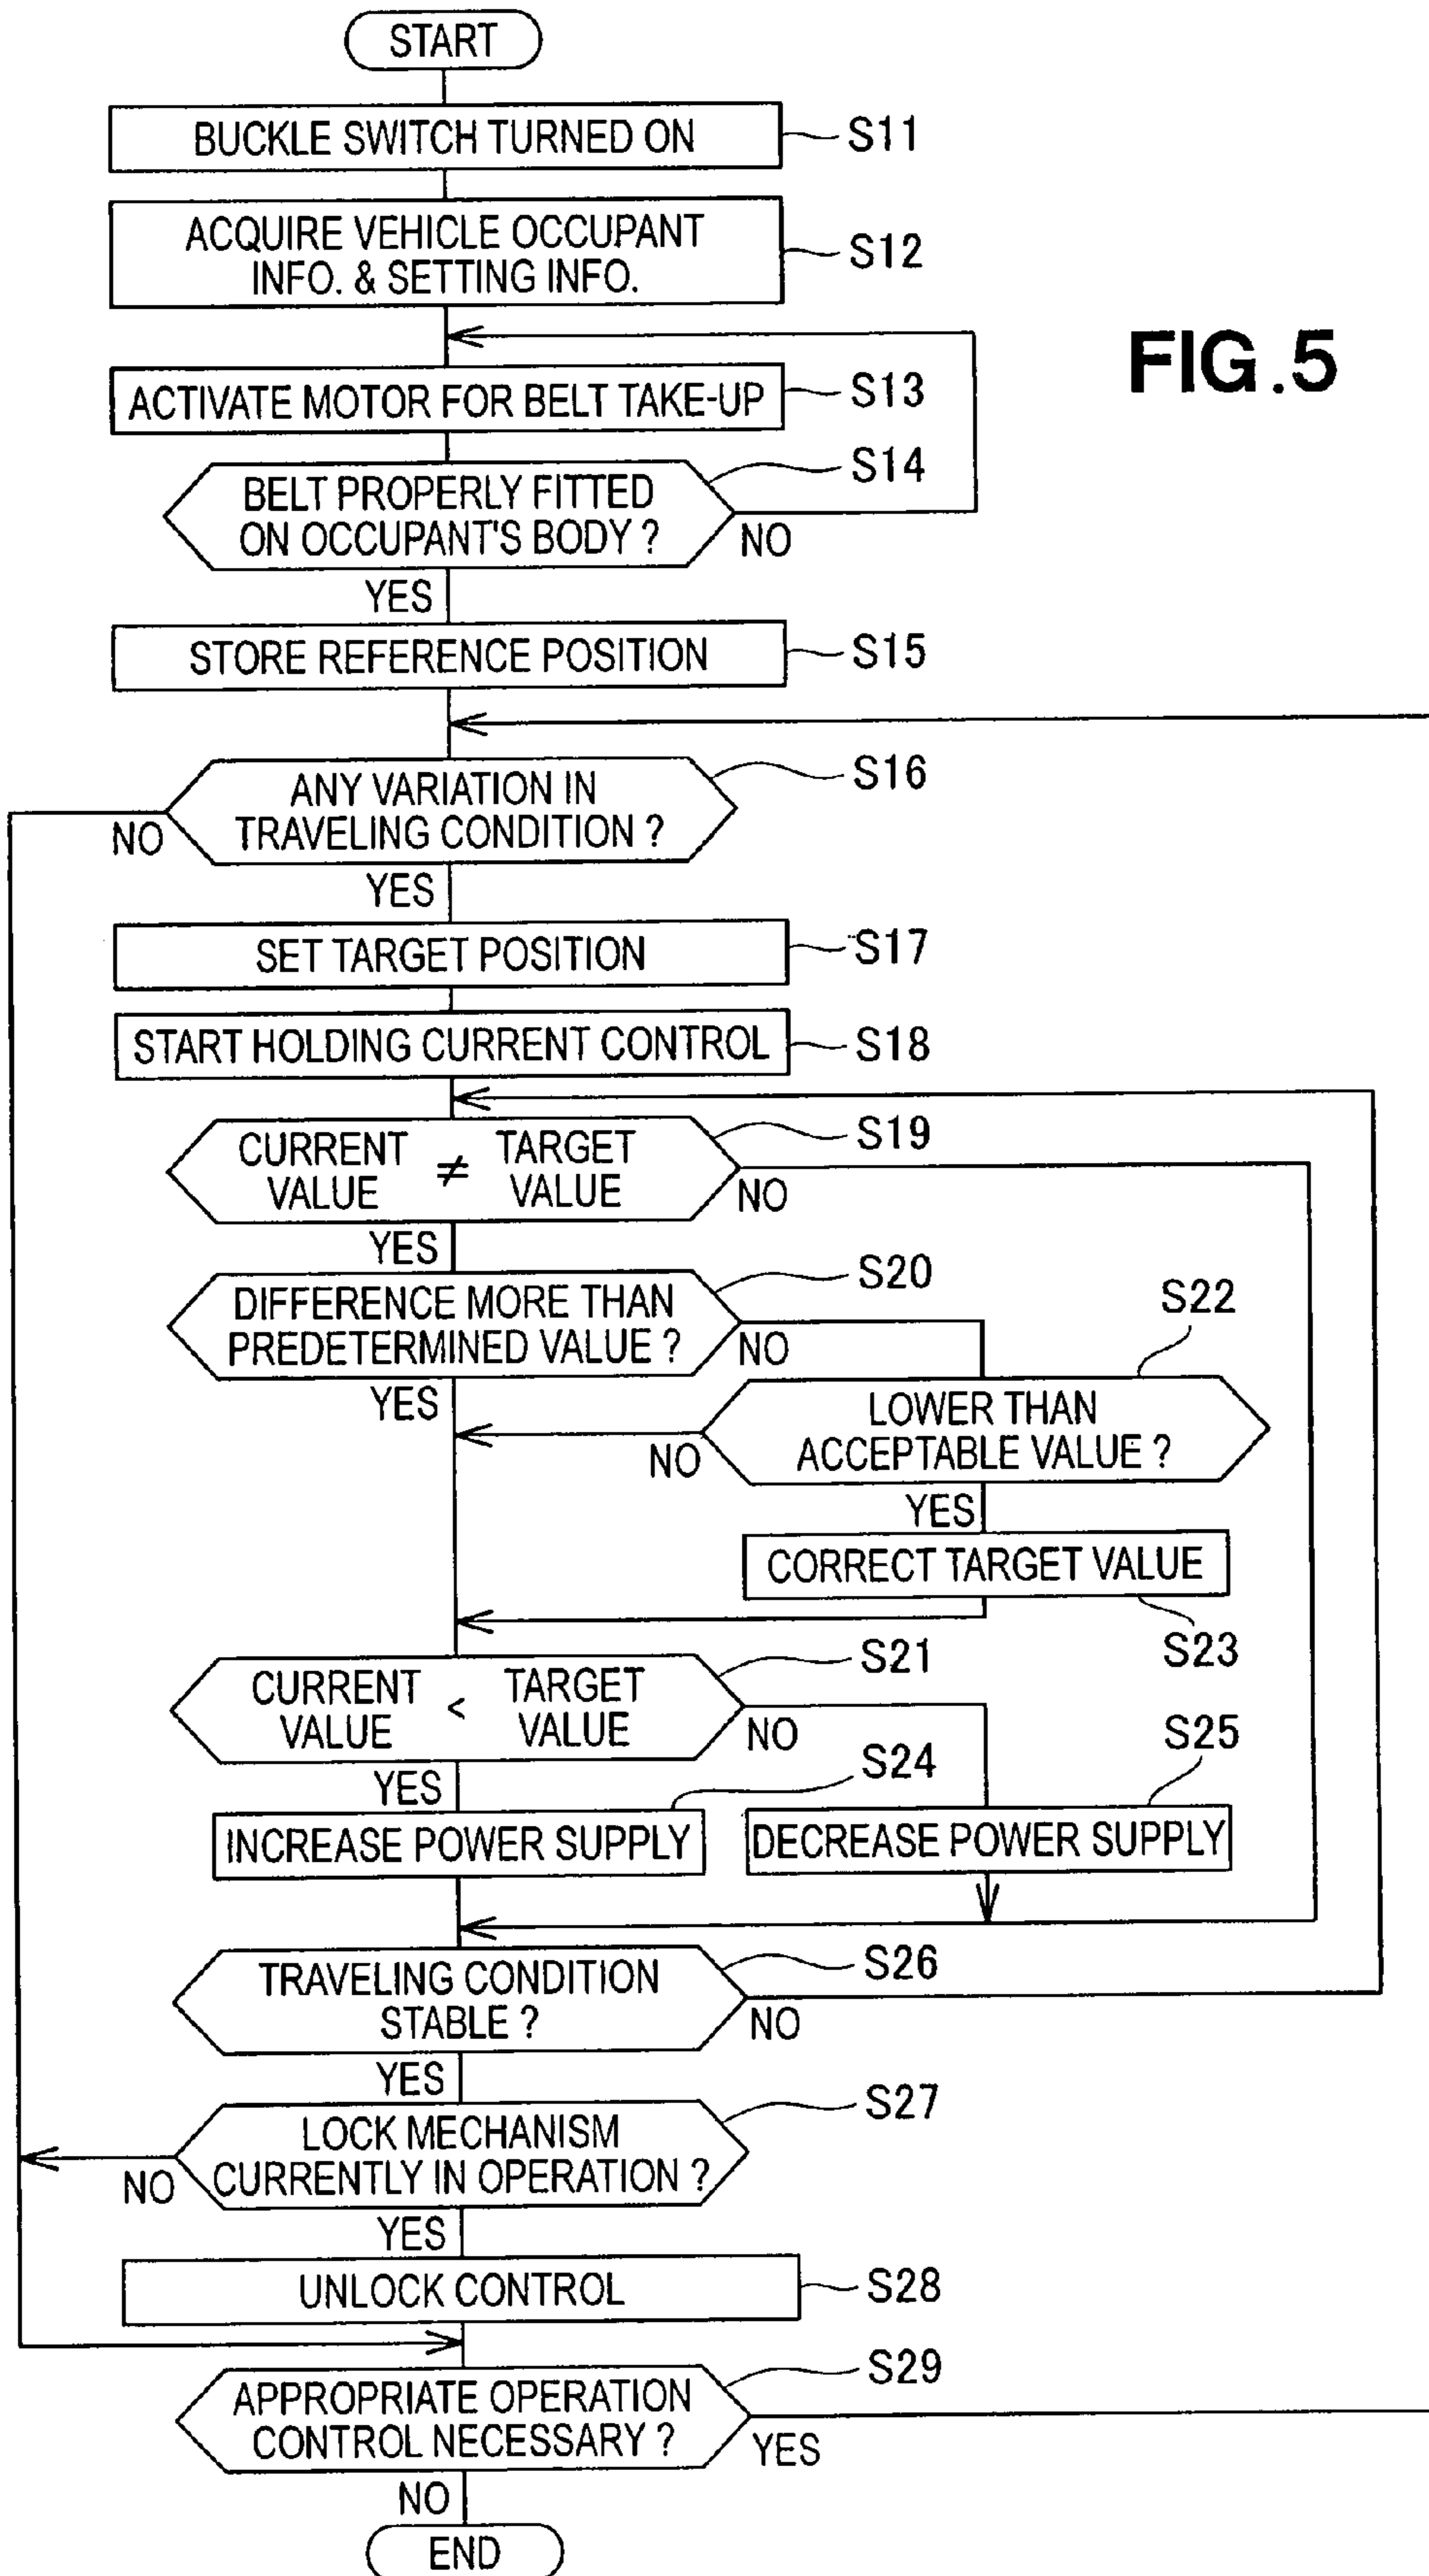 START
BUCKLE SWITCH TURNED ON
S11
ACQUIRE VEHICLE OCCUPANT
INFO. & SETTING INFO.
S12
FIG.5
ACTIVATE MOTOR FOR BELT TAKE-UP
S13
BELT PROPERLY FITTED
ON OCCUPANT'S BODY ?
S14
NO
YES
STORE REFERENCE POSITION
S15
ANY VARIATION IN
TRAVELING CONDITION ?
S16
NO
YES
SET TARGET POSITION
S17
START HOLDING CURRENT CONTROL
S18
CURRENT VALUE ≠ TARGET VALUE
S19
NO
YES
DIFFERENCE MORE THAN
PREDETERMINED VALUE ?
S20
NO
YES
S22
LOWER THAN
ACCEPTABLE VALUE ?
NO
YES
CORRECT TARGET VALUE
S23
CURRENT VALUE < TARGET VALUE
S21
NO
YES
S24
S25
INCREASE POWER SUPPLY
DECREASE POWER SUPPLY
TRAVELING CONDITION
STABLE ?
S26
NO
YES
LOCK MECHANISM
CURRENTLY IN OPERATION ?
S27
NO
YES
UNLOCK CONTROL
S28
APPROPRIATE OPERATION
CONTROL NECESSARY ?
S29
YES
NO
END